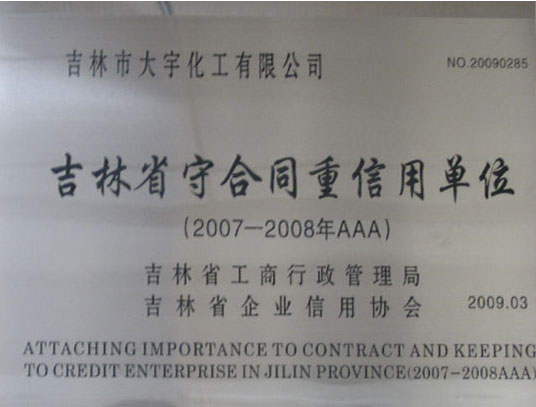 吉林市大宇化工有限公司 NO.20090285
吉林省守合同重信用单位
(2007—2008年AAA)
吉林省工商行政管理局
吉林省企业信用协会 2009.03
ATTACHING IMPORTANCE TO CONTRACT AND KEEPING
TO CREDIT ENTERPRISE IN JILIN PROVINCE(2007-2008AAA)